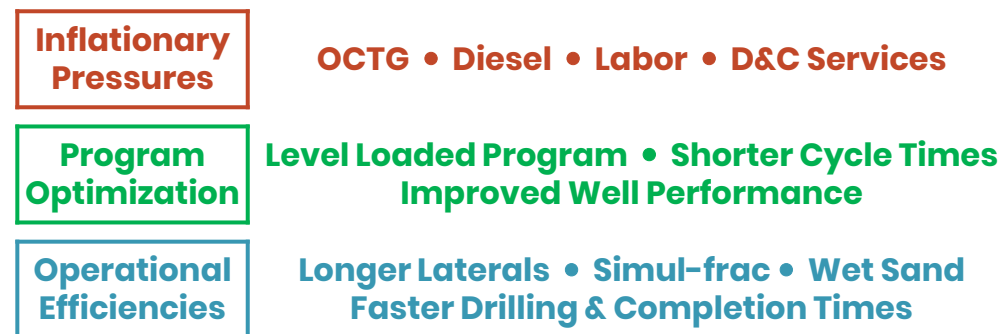 Inflationary
Pressures
OCTG • Diesel • Labor • D&C Services
Program
Optimization
Level Loaded Program • Shorter Cycle Times
Improved Well Performance
Operational
Efficiencies
Longer Laterals • Simul-frac • Wet Sand
Faster Drilling & Completion Times